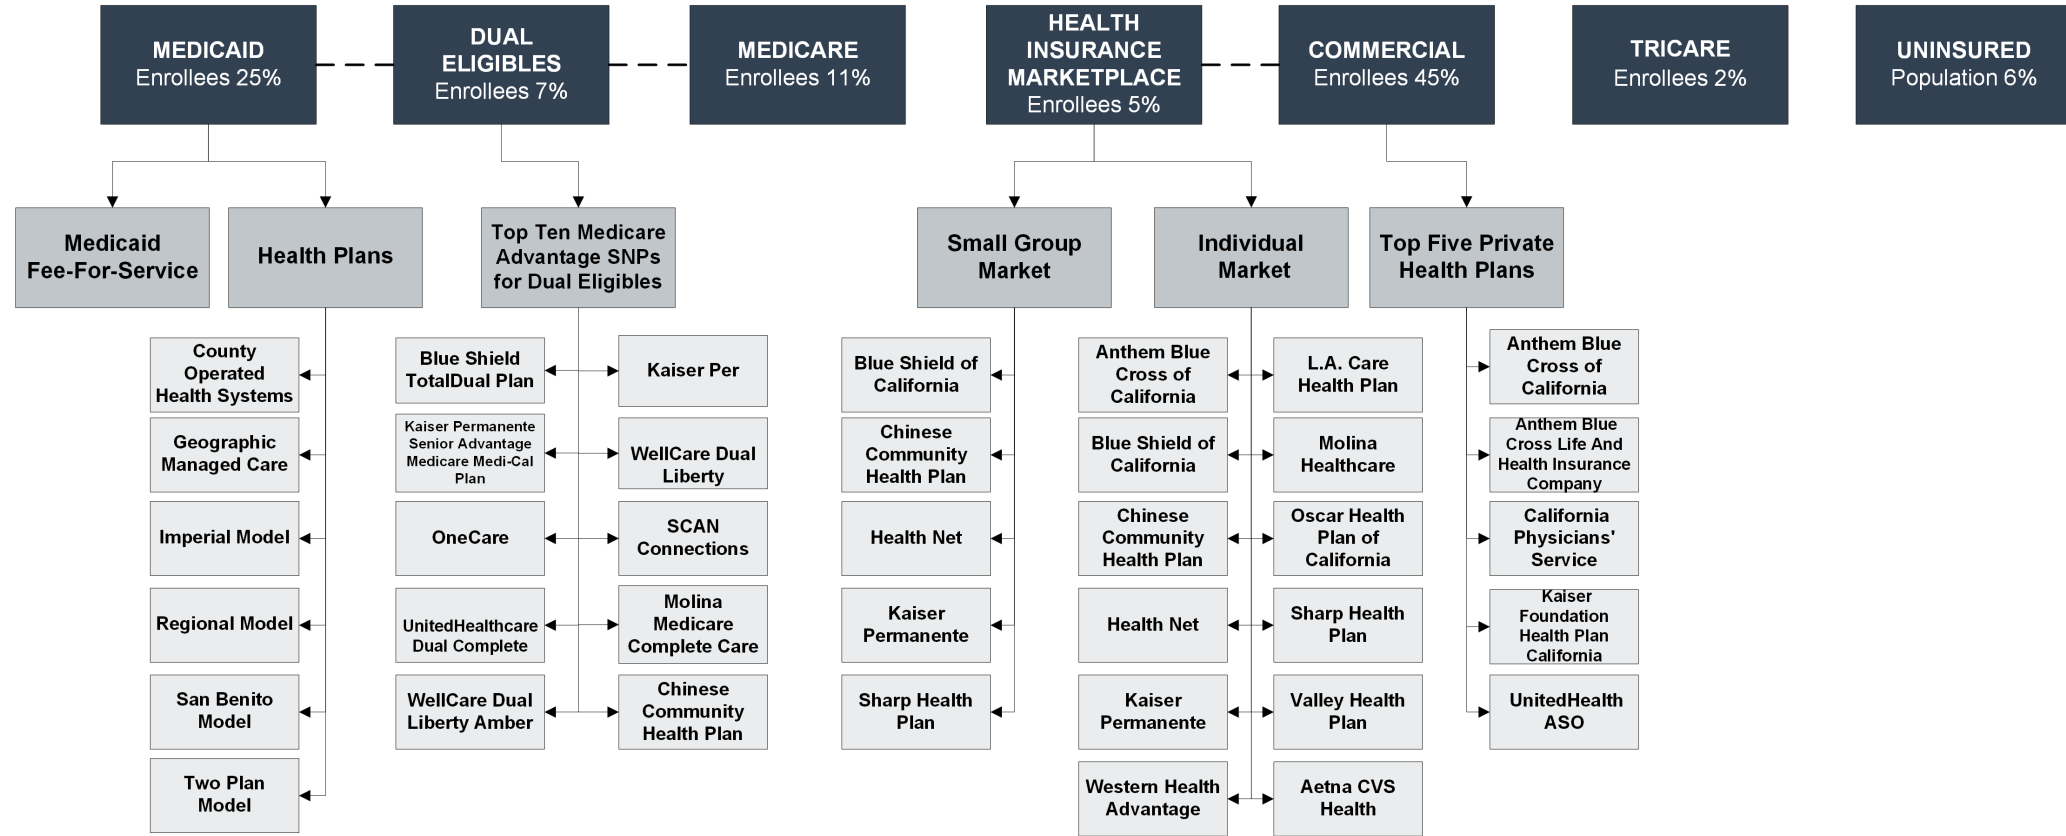 MEDICAID
Enrollees 25%
DUAL
ELIGIBLES
Enrollees 7%
MEDICARE
Enrollees 11%
HEALTH
INSURANCE
MARKETPLACE
Enrollees 5%
COMMERCIAL
Enrollees 45%
TRICARE
Enrollees 2%
UNINSURED
Population 6%
Medicaid
Fee-For-Service
Health Plans
Top Ten Medicare
Advantage SNPs
for Dual Eligibles
Small Group
Market
Individual
Market
Top Five Private
Health Plans
County
Operated
Health Systems
Geographic
Managed Care
Imperial Model
Regional Model
San Benito
Model
Two Plan
Model
Blue Shield
TotalDual Plan
Kaiser Permanente
Senior Advantage
Medicare Medi-Cal
Plan
OneCare
UnitedHealthcare
Dual Complete
WellCare Dual
Liberty Amber
Kaiser Per
WellCare Dual
Liberty
SCAN
Connections
Molina
Medicare
Complete Care
Chinese
Community
Health Plan
Blue Shield of
California
Chinese
Community
Health Plan
Health Net
Kaiser
Permanente
Sharp Health
Plan
Anthem Blue
Cross of
California
Blue Shield of
California
Chinese
Community
Health Plan
Health Net
Kaiser
Permanente
Western Health
Advantage
L.A. Care
Health Plan
Molina
Healthcare
Oscar Health
Plan of
California
Sharp Health
Plan
Valley Health
Plan
Aetna CVS
Health
Anthem Blue
Cross of
California
Anthem Blue
Cross Life And
Health Insurance
Company
California
Physicians'
Service
Kaiser
Foundation
Health Plan
California
UnitedHealth
ASO